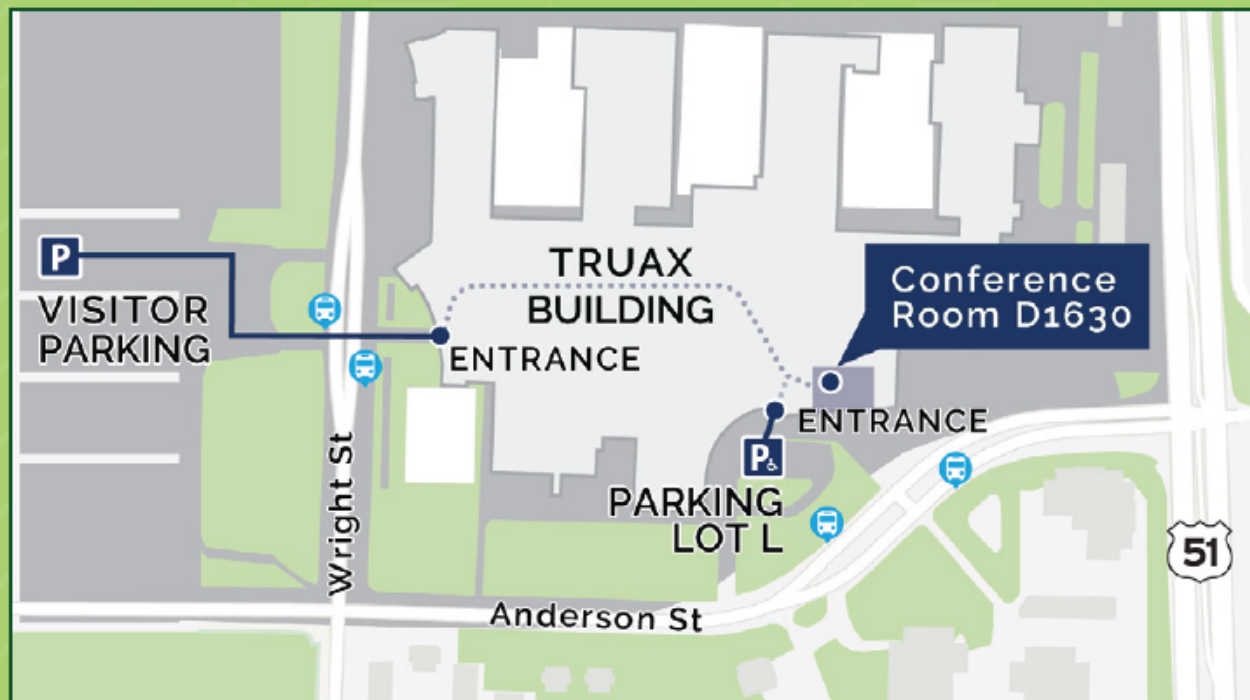 TRUAX
BUILDING
Conference
Room D1630
P
VISITOR
PARKING
ENTRANCE
ENTRANCE
P
PARKING
LOT L
Wright St
Anderson St
51